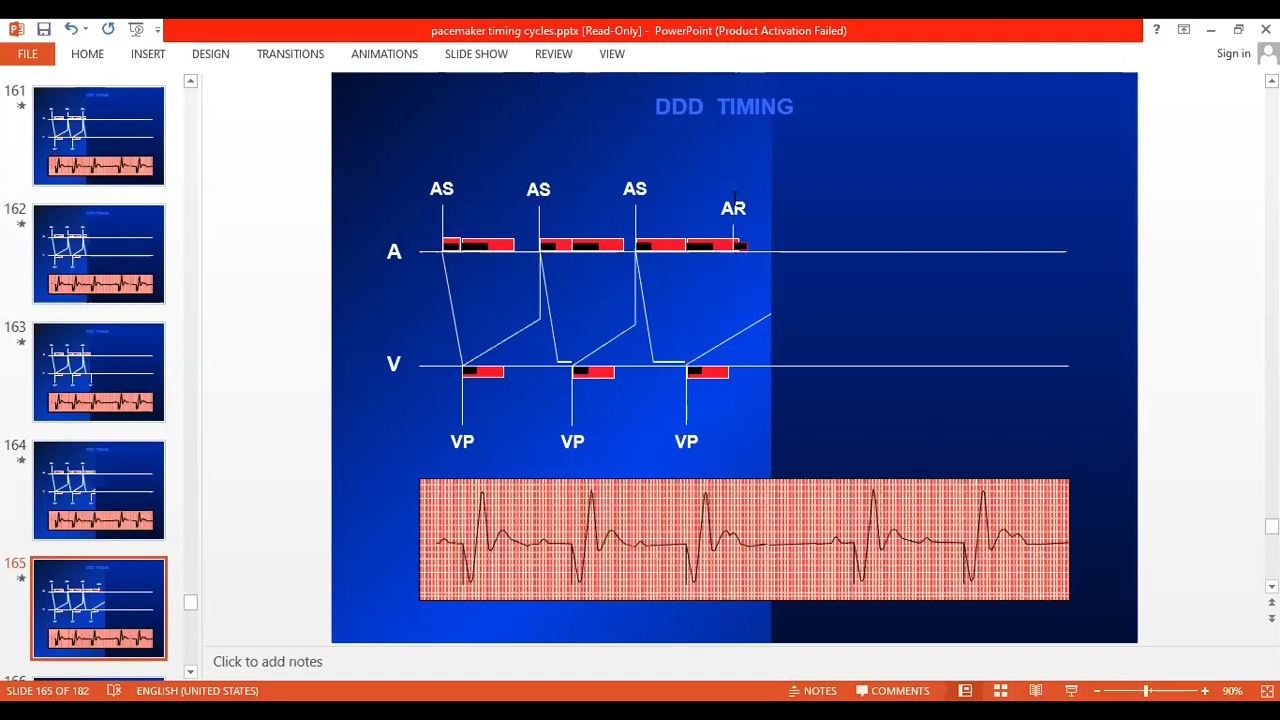 pacemaker timing cycles.pptx [Read-Only] - PowerPoint (Product Activation Failed)
FILE HOME INSERT DESIGN TRANSITIONS ANIMATIONS SLIDE SHOW REVIEW VIEW Sign in
161
162
163
164
165
DDD TIMING
AS AS AS
AR
A
V
VP VP VP
Click to add notes
SLIDE 165 OF 182 ENGLISH (UNITED STATES) NOTES COMMENTS 90%